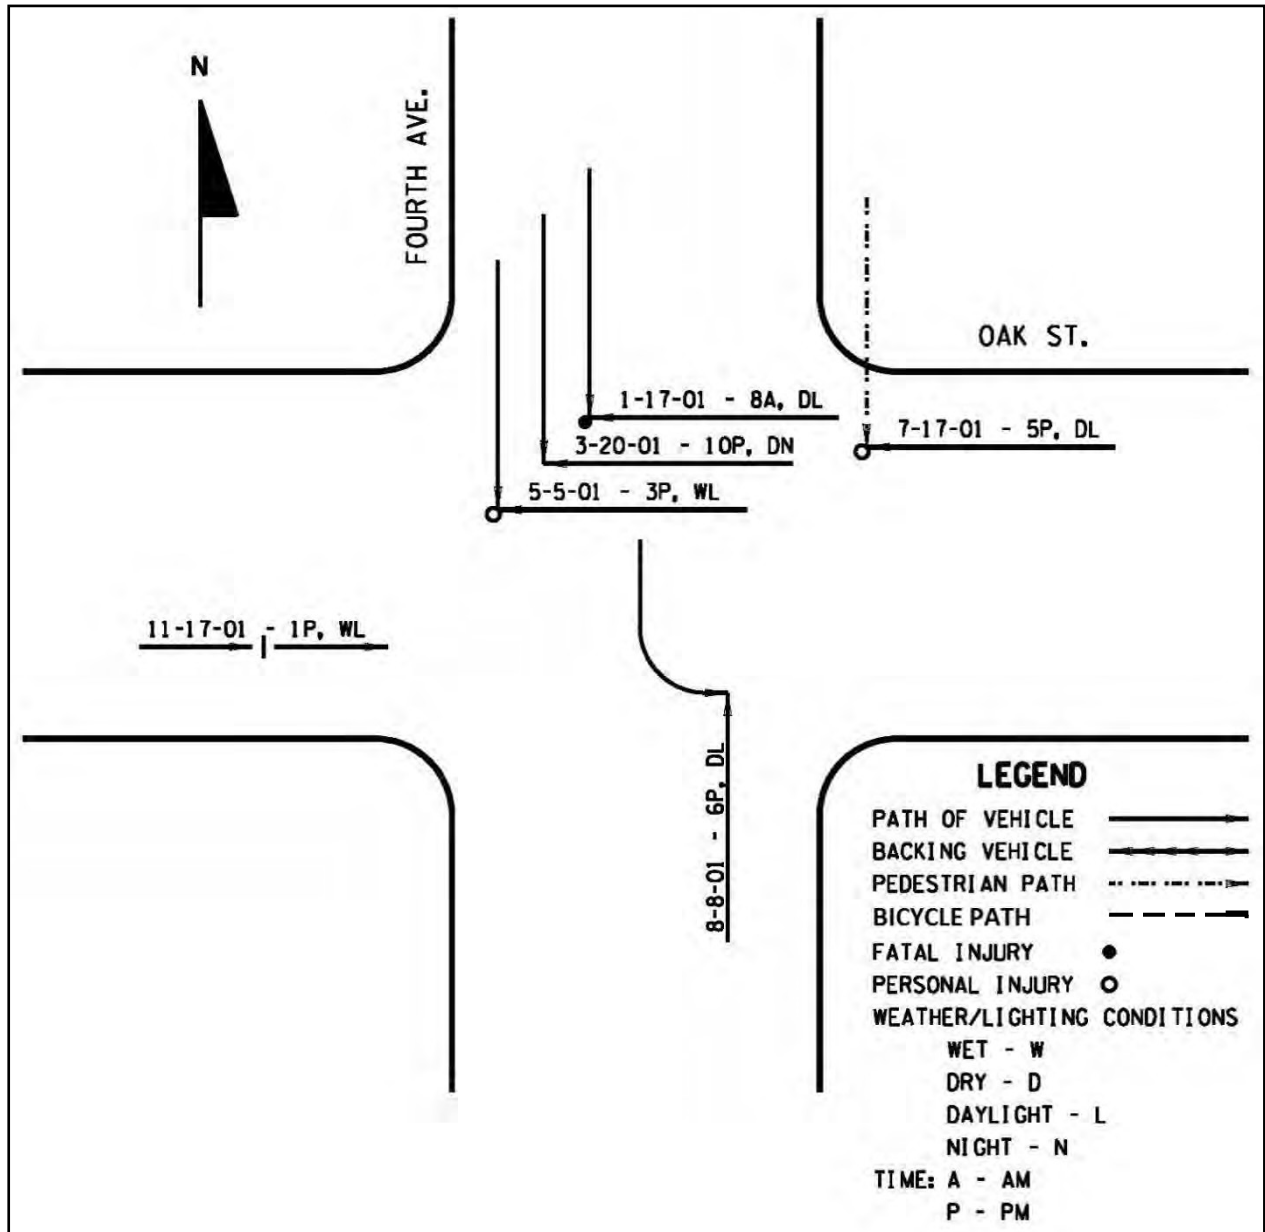 N
FOURTH AVE.
OAK ST.
1-17-01 - 8A, DL
7-17-01 - 5P, DL
3-20-01 - 10P, DN
5-5-01 - 3P, WL
11-17-01 - 1P, WL
8-8-01 - 6P, DL
LEGEND
PATH OF VEHICLE
BACKING VEHICLE
PEDESTRIAN PATH
BICYCLE PATH
FATAL INJURY
PERSONAL INJURY
WEATHER/LIGHTING CONDITIONS
WET - W
DRY - D
DAYLIGHT - L
NIGHT - N
TIME: A - AM
P - PM